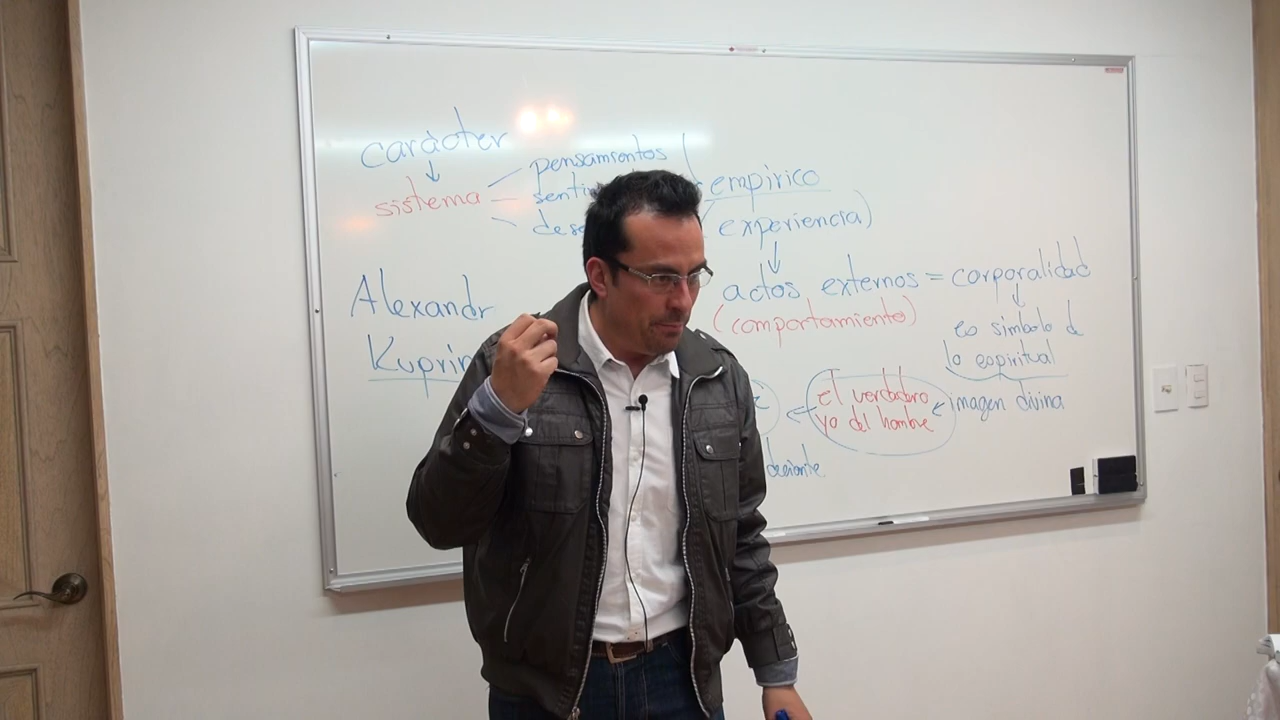 carácter
sistema
pensamientos
empírico
(experiencia)
actos externos = corporalidad
(comportamiento)
es símbolo d
lo espiritual
imagen divina
el verdadero
yo del hombre
Alexandr
Kuprin